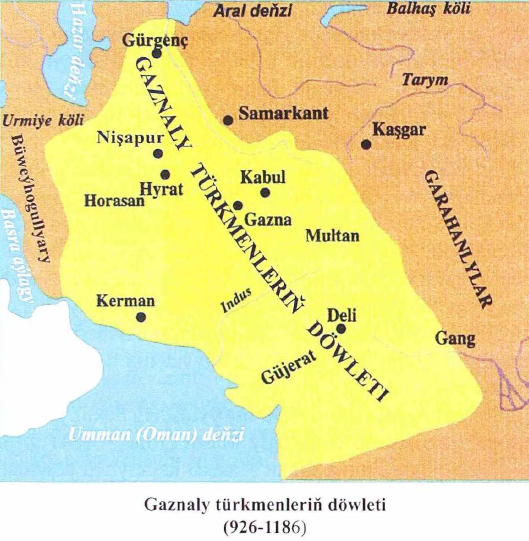 Aral deňzi
Balhaş köli
Hazar deňzi
Gürgenç
Tarym
Samarkant
Urmiýe köli
Kaşgar
Nişapur
Büweýhogullyary
Hyrat
Kabul
Horasan
Gazna
GARAHANLYLAR
Multan
Basra aýlagy
GAZNALY TÜRKMENLERIŇ DÖWLETI
Kerman
Indus
Deli
Gang
Güjerat
Umman (Oman) deňzi
Gaznaly türkmenleriň döwleti
(926-1186)